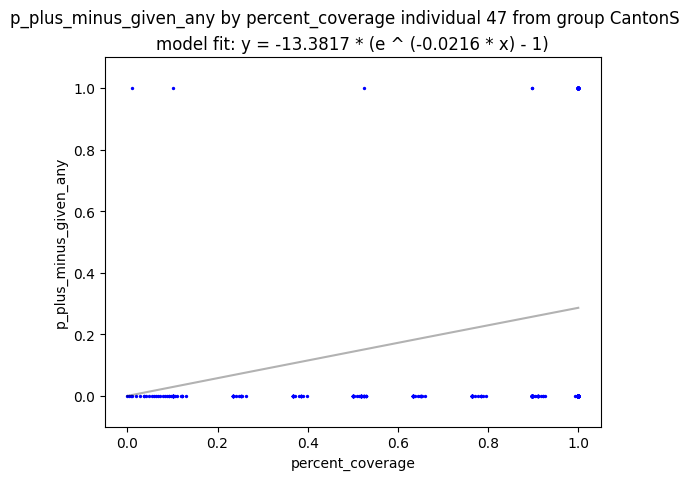 p_plus_minus_given_any by percent_coverage individual 47 from group CantonS
model fit: y = -13.3817 * (e ^ (-0.0216 * x) - 1)
1.0
0.8
0.6
0.4
0.2
0.0
p_plus_minus_given_any
0.0 0.2 0.4 0.6 0.8 1.0
percent_coverage